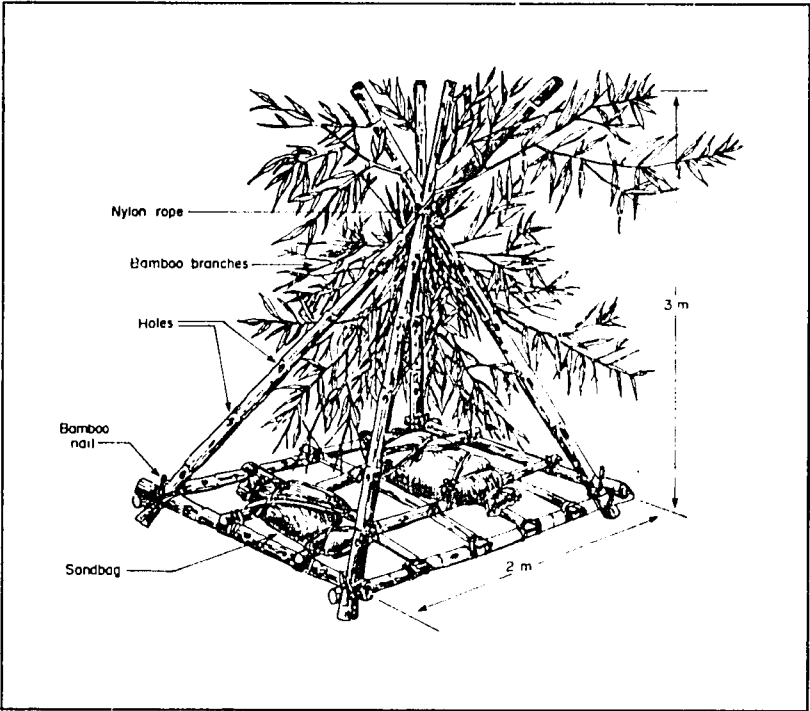 Nylon rope
Bamboo branches
Holes
3 m
Bamboo
nail
Sandbag
2 m